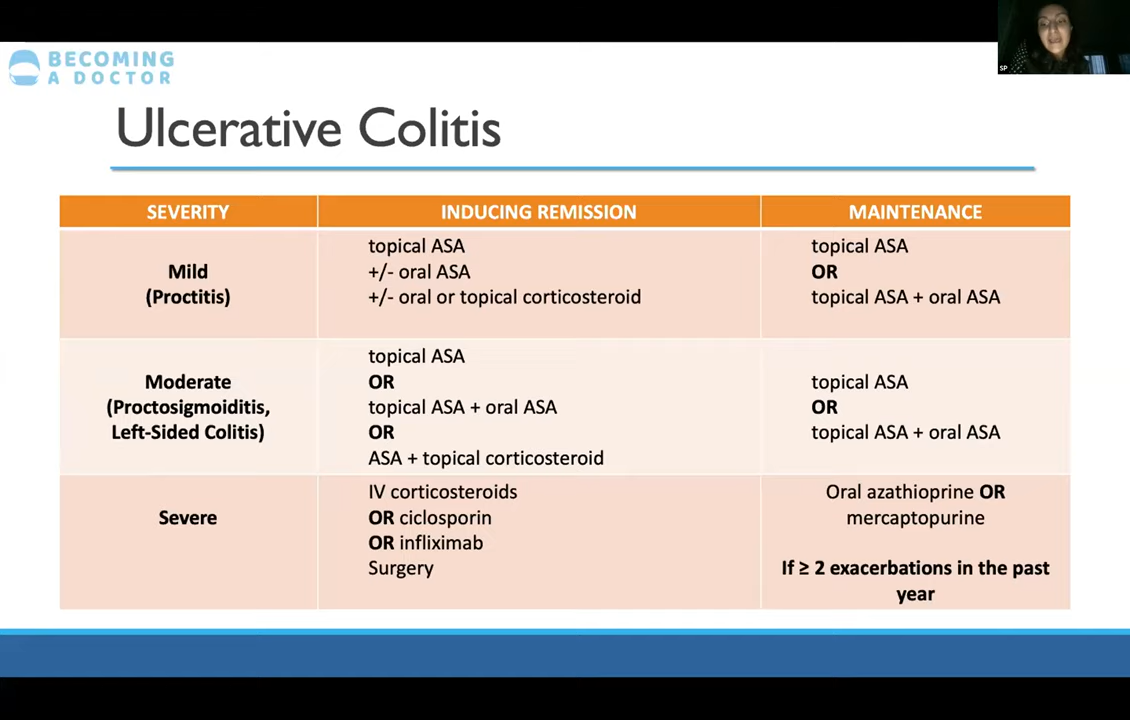 BECOMING
A DOCTOR
SP
Ulcerative Colitis
SEVERITY
INDUCING REMISSION
MAINTENANCE
Mild
(Proctitis)
topical ASA
+/- oral ASA
+/- oral or topical corticosteroid
topical ASA
OR
topical ASA + oral ASA
Moderate
(Proctosigmoiditis,
Left-Sided Colitis)
topical ASA
OR
topical ASA + oral ASA
OR
ASA + topical corticosteroid
topical ASA
OR
topical ASA + oral ASA
Severe
IV corticosteroids
OR ciclosporin
OR infliximab
Surgery
Oral azathioprine OR
mercaptopurine
If ≥ 2 exacerbations in the past
year